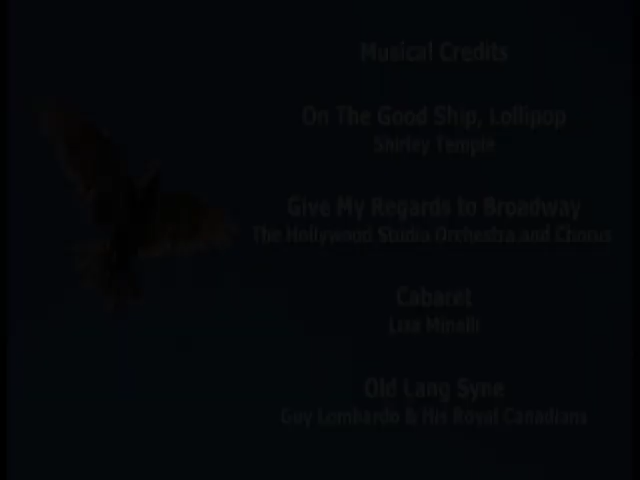 Musical Credits
On The Good Ship, Lollipop
Shirley Temple
Give My Regards to Broadway
The Hollywood Studio Orchestra and Chorus
Cabaret
Liza Minelli
Old Lang Syne
Guy Lombardo & His Royal Canadians